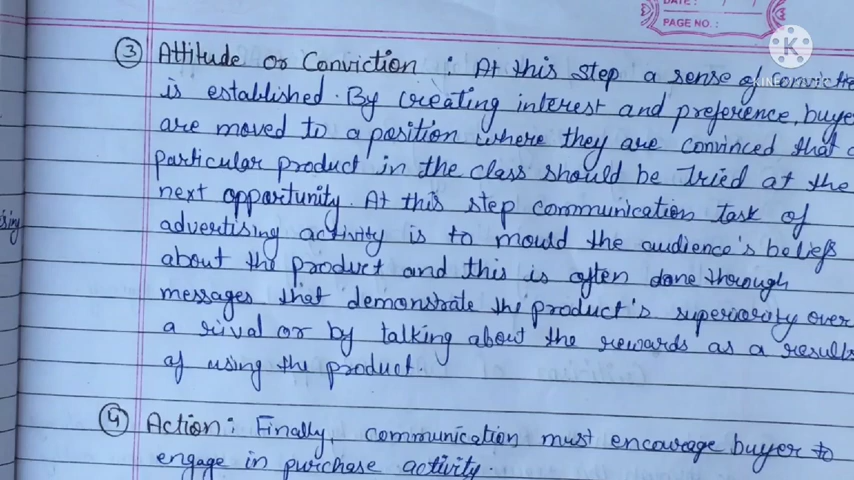 DATE: / /
PAGE NO.:
K
KINEMASTER
③ Attitude or Conviction : At this step a sense of
is established. By creating interest and preference, buye
are moved to a position where they are convinced that a
particular product in the class should be tried at the
next opportunity. At this step communication task of
advertising activity is to mould the audience's beliefs
about the product and this is often done through
messages that demonstrate the product's superiority over
a rival or by talking about the rewards as a results
of using the product.
④ Action: Finally, communication must encourage buyer to
engage in purchase activity.